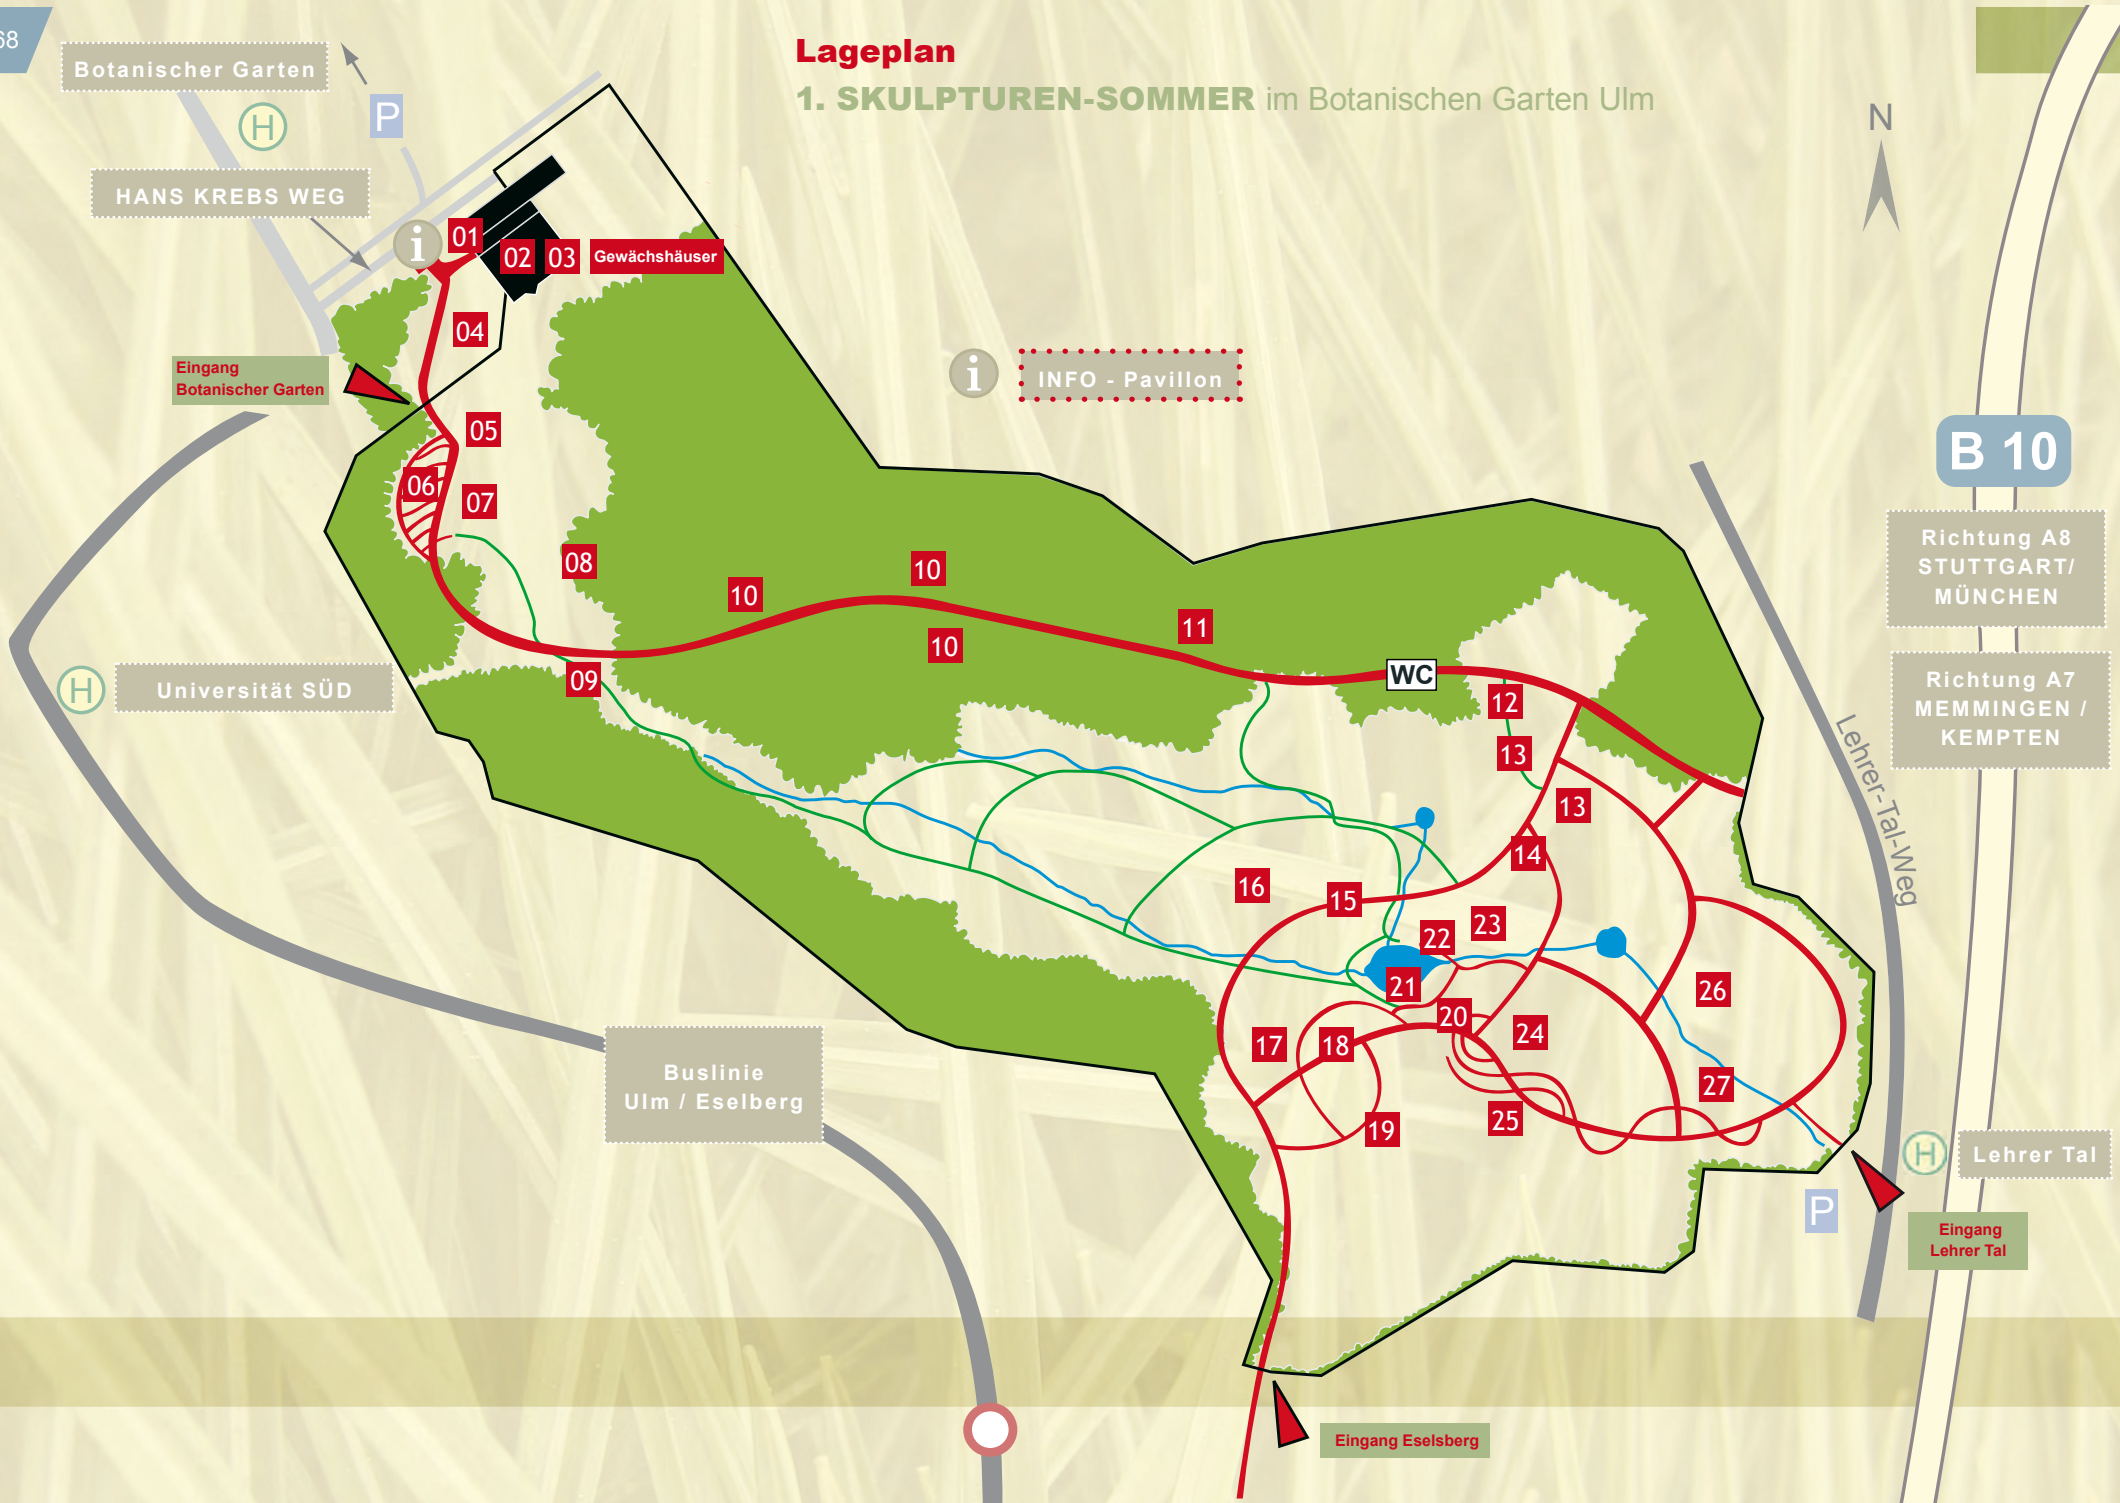 68
Lageplan
1. SKULPTUREN-SOMMER im Botanischen Garten Ulm
Botanischer Garten
H
P
HANS KREBS WEG
i
01
02
03
Gewächshäuser
04
Eingang
Botanischer Garten
05
06
07
08
09
10
10
10
11
i
INFO - Pavillon
N
B 10
Richtung A8
STUTTGART/
MÜNCHEN
Richtung A7
MEMMINGEN /
KEMPTEN
Lehrer-Tal-Weg
H
Universität SÜD
WC
12
13
13
14
15
16
17
18
19
20
21
22
23
24
25
26
27
Buslinie
Ulm / Eselberg
H
Lehrer Tal
P
Eingang
Lehrer Tal
Eingang Eselsberg